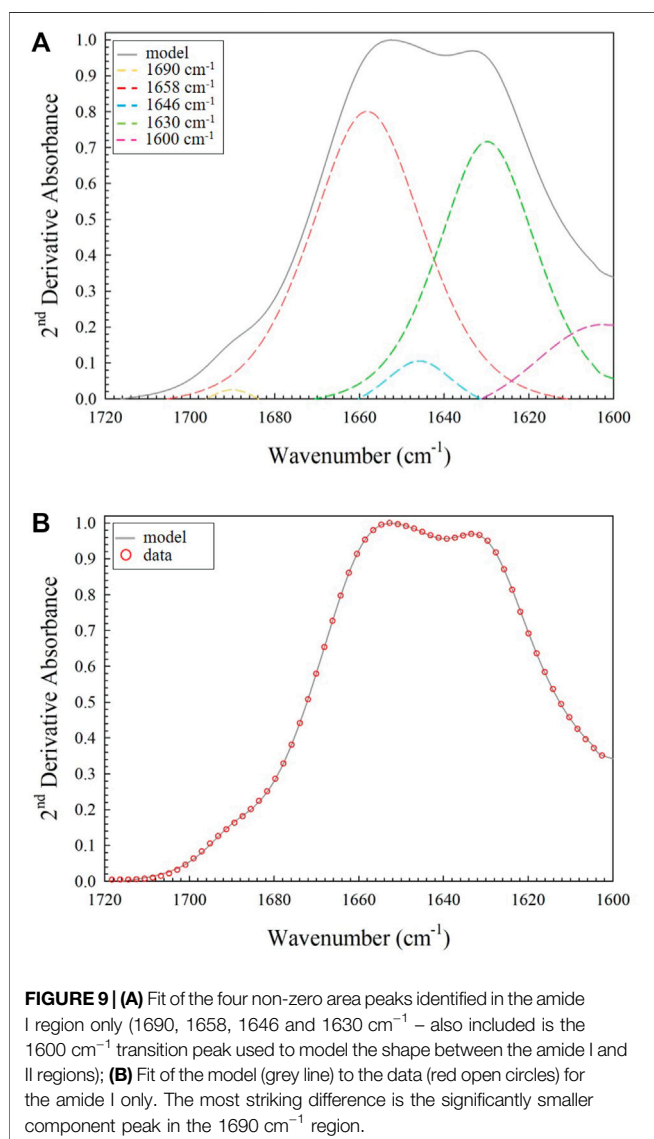 A
model
1690 cm⁻¹
1658 cm⁻¹
1646 cm⁻¹
1630 cm⁻¹
1600 cm⁻¹
2ⁿᵈ Derivative Absorbance
1.0
0.9
0.8
0.7
0.6
0.5
0.4
0.3
0.2
0.1
0.0
1720 1700 1680 1660 1640 1620 1600
Wavenumber (cm⁻¹)
B
model
data
2ⁿᵈ Derivative Absorbance
1.0
0.9
0.8
0.7
0.6
0.5
0.4
0.3
0.2
0.1
0.0
1720 1700 1680 1660 1640 1620 1600
Wavenumber (cm⁻¹)
FIGURE 9 | (A) Fit of the four non-zero area peaks identified in the amide
I region only (1690, 1658, 1646 and 1630 cm⁻¹ – also included is the
1600 cm⁻¹ transition peak used to model the shape between the amide I and
II regions); (B) Fit of the model (grey line) to the data (red open circles) for
the amide I only. The most striking difference is the significantly smaller
component peak in the 1690 cm⁻¹ region.